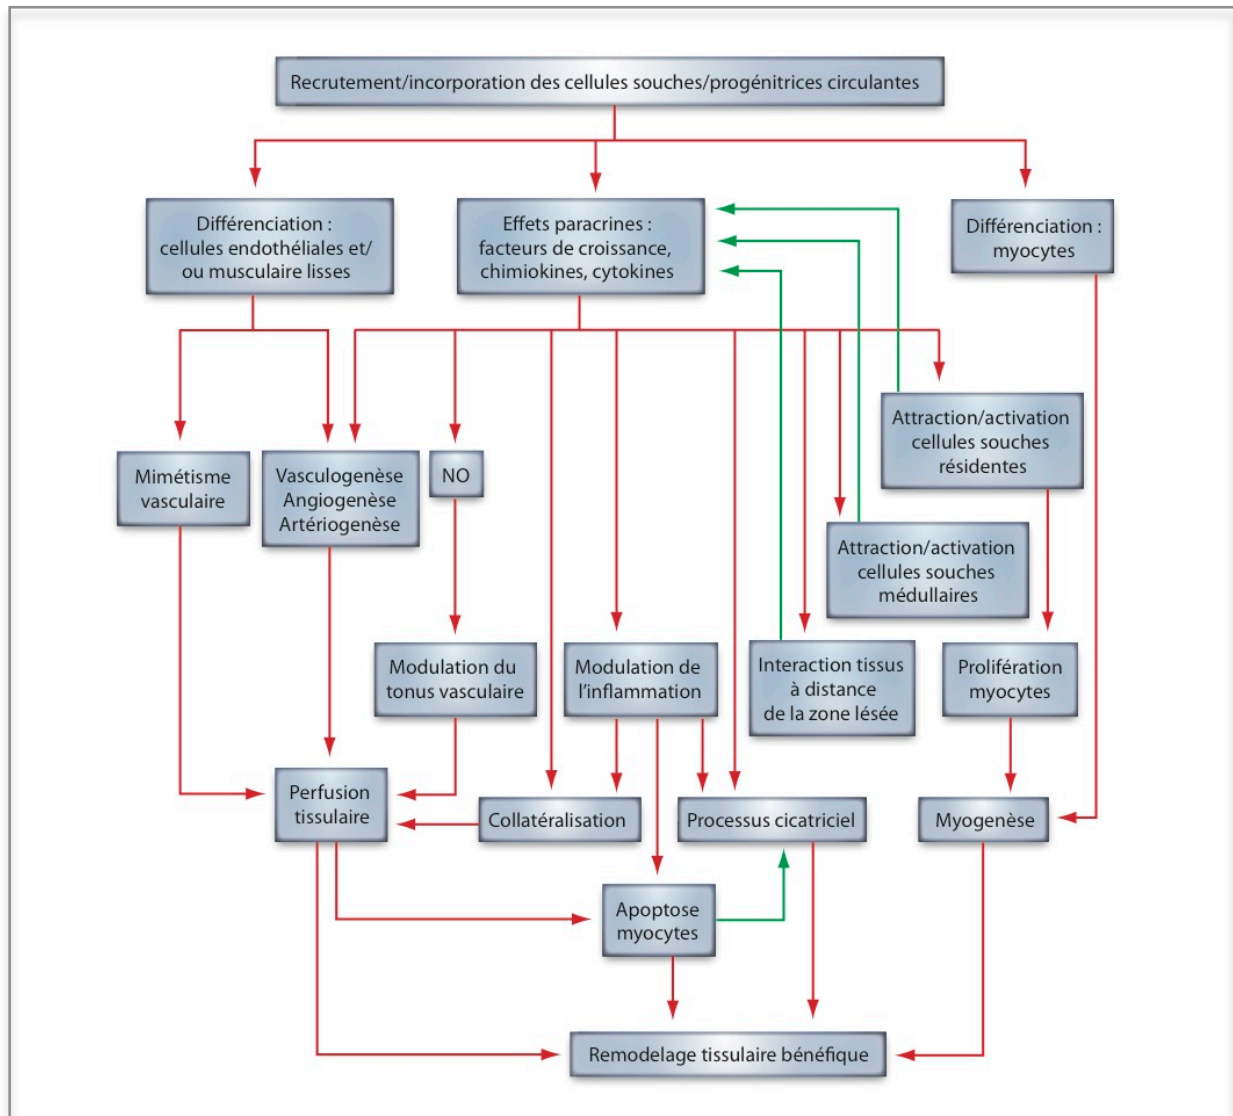 Recrutement/incorporation des cellules souches/progénitrices circulantes
Différenciation :
cellules endothéliales et/
ou musculaire lisses
Effets paracrines :
facteurs de croissance,
chimiokines, cytokines
Différenciation :
myocytes
Attraction/activation
cellules souches
résidentes
Mimétisme
vasculaire
Vasculogenèse
Angiogenèse
Artériogenèse
NO
Attraction/activation
cellules souches
médullaires
Modulation du
tonus vasculaire
Modulation de
l'inflammation
Interaction tissus
à distance
de la zone lésée
Prolifération
myocytes
Perfusion
tissulaire
Collatéralisation
Processus cicatriciel
Myogenèse
Apoptose
myocytes
Remodelage tissulaire bénéfique